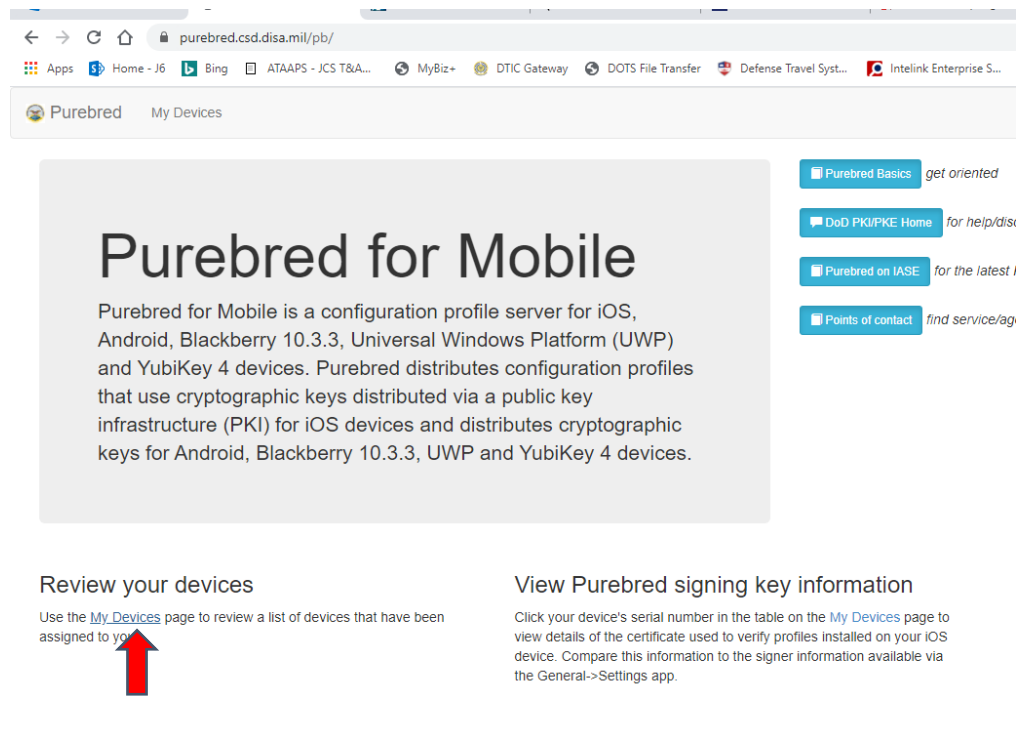 purebred.csd.disa.mil/pb/
Apps Home - J6 Bing ATAAPS - JCS T&A... MyBiz+ DTIC Gateway DOTS File Transfer Defense Travel Syst... Intelink Enterprise S...
Purebred My Devices
Purebred Basics get oriented
DoD PKI/PKE Home for help/disc
Purebred on IASE for the latest
Points of contact find service/age
Purebred for Mobile
Purebred for Mobile is a configuration profile server for iOS,
Android, Blackberry 10.3.3, Universal Windows Platform (UWP)
and YubiKey 4 devices. Purebred distributes configuration profiles
that use cryptographic keys distributed via a public key
infrastructure (PKI) for iOS devices and distributes cryptographic
keys for Android, Blackberry 10.3.3, UWP and YubiKey 4 devices.
Review your devices
Use the My Devices page to review a list of devices that have been
assigned to
View Purebred signing key information
Click your device's serial number in the table on the My Devices page to
view details of the certificate used to verify profiles installed on your iOS
device. Compare this information to the signer information available via
the General->Settings app.